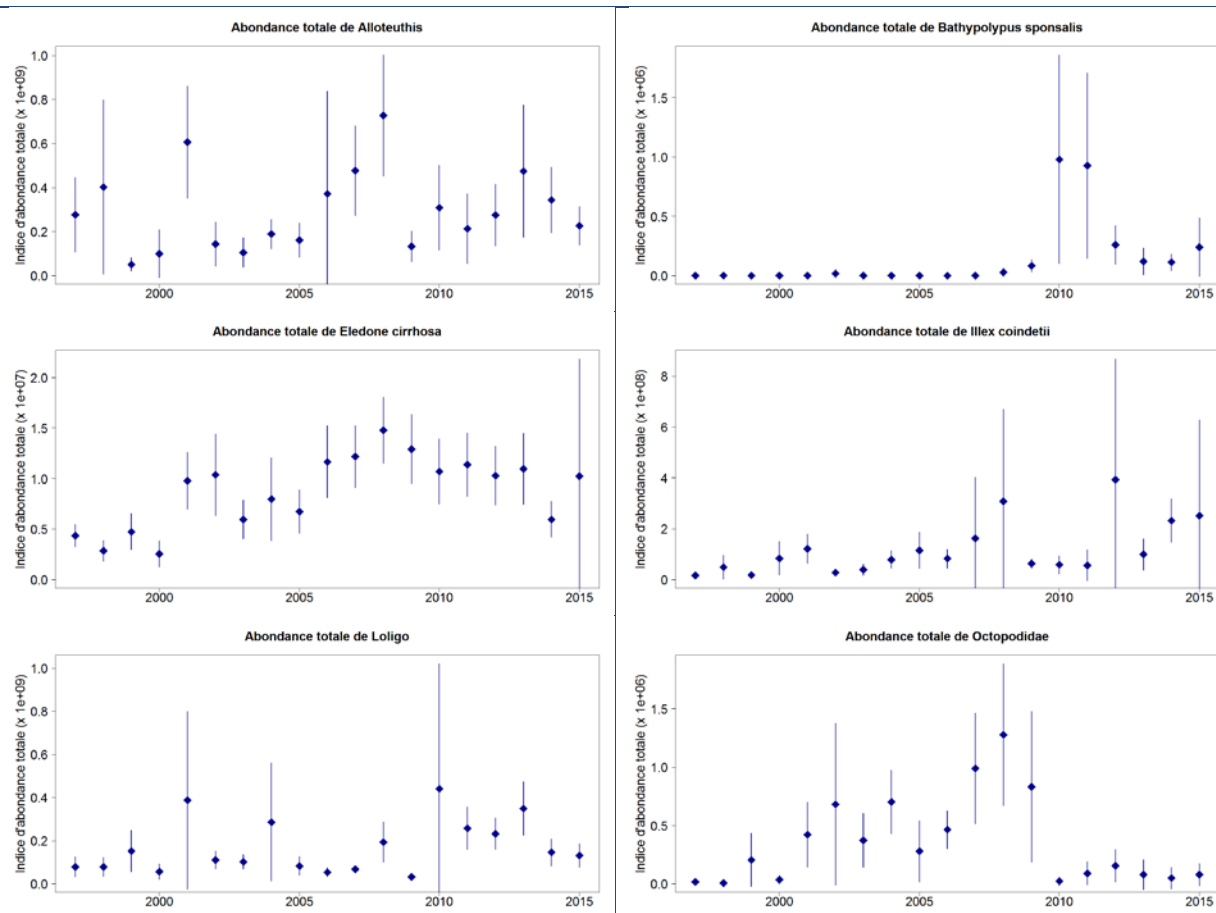 Abondance totale de Alloteuthis
Indice d'abondance totale (x 1e+09)
1.0
0.8
0.6
0.4
0.2
0.0
2000 2005 2010 2015
Abondance totale de Bathypolypus sponsalis
Indice d'abondance totale (x 1e+06)
1.5
1.0
0.5
0.0
2000 2005 2010 2015
Abondance totale de Eledone cirrhosa
Indice d'abondance totale (x 1e+07)
2.0
1.5
1.0
0.5
0.0
2000 2005 2010 2015
Abondance totale de Illex coindetii
Indice d'abondance totale (x 1e+08)
8
6
4
2
0
2000 2005 2010 2015
Abondance totale de Loligo
Indice d'abondance totale (x 1e+09)
1.0
0.8
0.6
0.4
0.2
0.0
2000 2005 2010 2015
Abondance totale de Octopodidae
Indice d'abondance totale (x 1e+06)
1.5
1.0
0.5
0.0
2000 2005 2010 2015